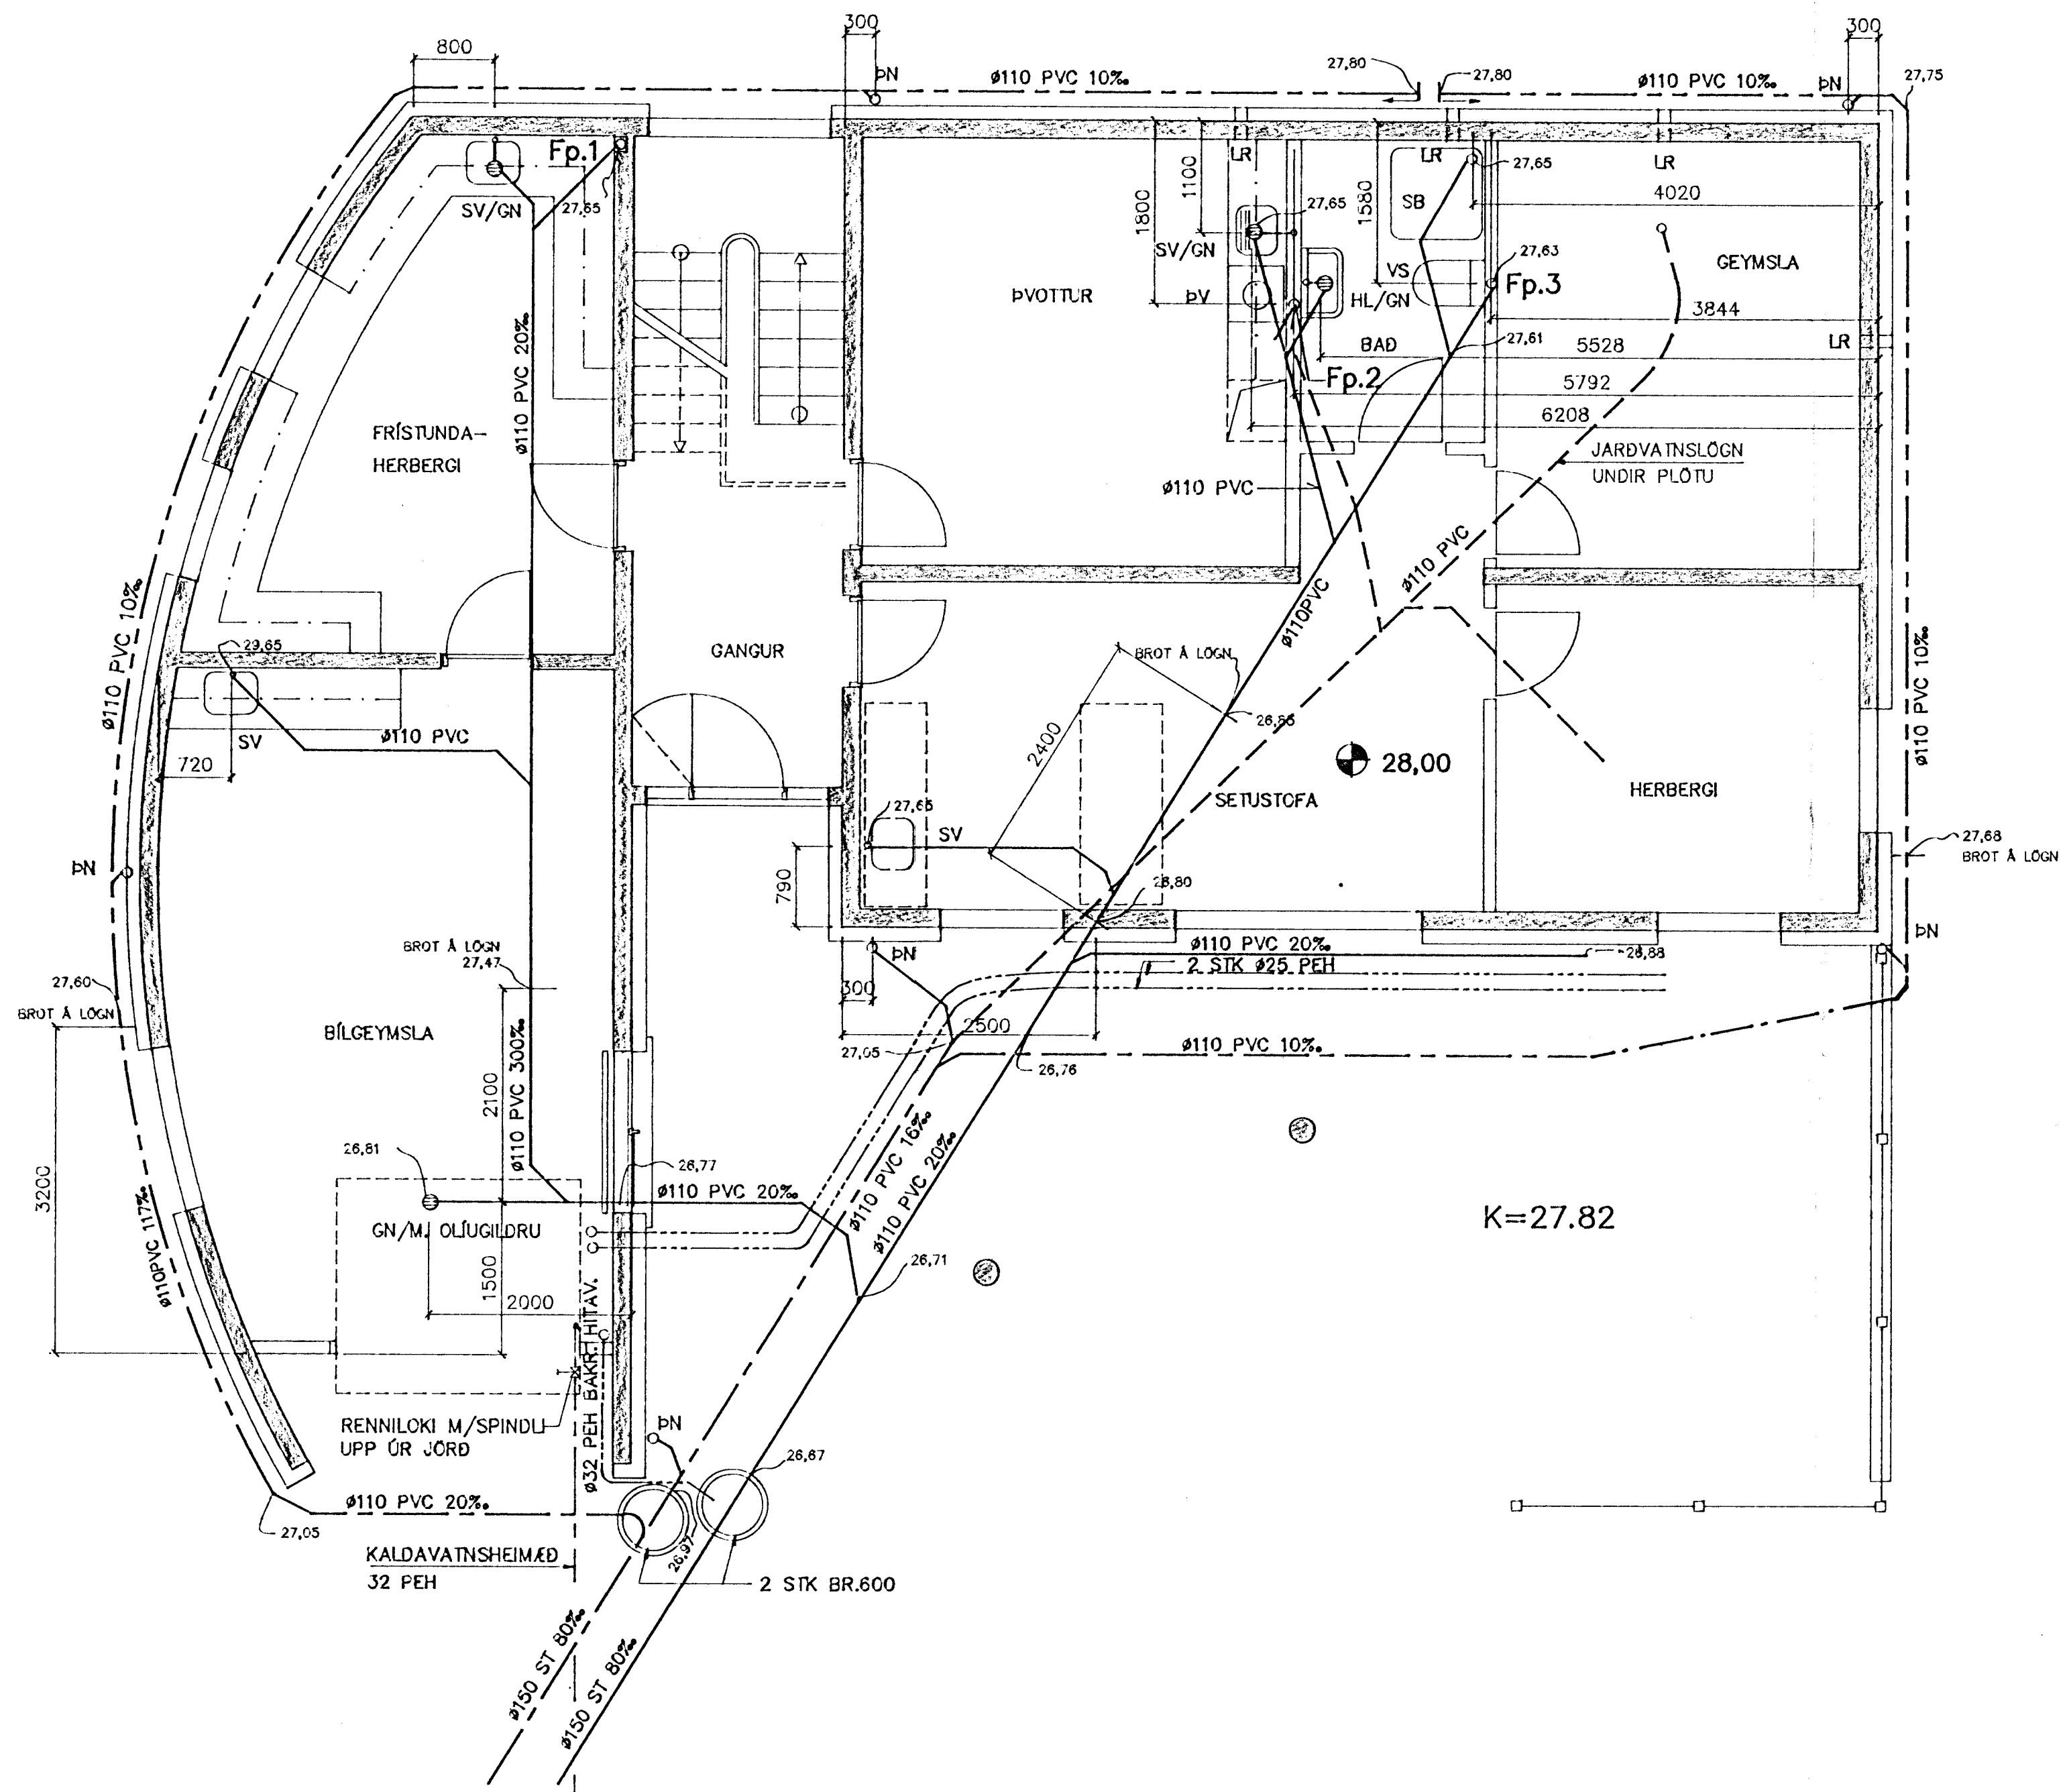 300
300
800
ÞN
Ø110 PVC 10‰
27,80
27,80
Ø110 PVC 10‰
ÞN
27,75
Fp.1
SV/GN
27,65
1800
1100
LR
27,65
SV/GN
ÞV
1580
LR
SB
27,65
LR
4020
VS
27,63
Fp.3
GEYMSLA
HL/GN
3844
ÞVOTTUR
BAÐ
27,61
5528
LR
Fp.2
5792
6208
Ø110 PVC 20‰
FRÍSTUNDA-
HERBERGI
JARÐVATNSLÖGN
UNDIR PLÖTU
Ø110 PVC
Ø110 PVC
Ø110PVC
Ø110 PVC 10‰
29,65
GANGUR
BROT Á LÖGN
26,85
2400
Ø110 PVC 10‰
SV
Ø110 PVC
720
28,00
SETUSTOFA
HERBERGI
27,65
SV
790
26,80
27,68
BROT Á LÖGN
ÞN
BROT Á LÖGN
27,47
ÞN
Ø110 PVC 20‰
26,88
2 STK Ø25 PEH
ÞN
27,60
BROT Á LÖGN
300
2500
27,05
Ø110 PVC 10‰
26,76
BÍLGEYMSLA
2100
Ø110 PVC 300‰
26,81
26,77
Ø110 PVC 20‰
Ø110 PVC 16‰
Ø110 PVC 20‰
3200
Ø110PVC 117‰
GN/M. OLÍUGILDRU
K=27.82
26,71
1500
2000
Ø32 PEH BAKR. HITAV.
RENNILOKI M/SPINDLI
UPP ÚR JÖRÐ
ÞN
26,67
Ø110 PVC 20‰
27,05
26,97
KALDAVATNSHEIMÆÐ
32 PEH
2 STK BR.600
Ø150 ST 80‰
Ø150 ST 80‰